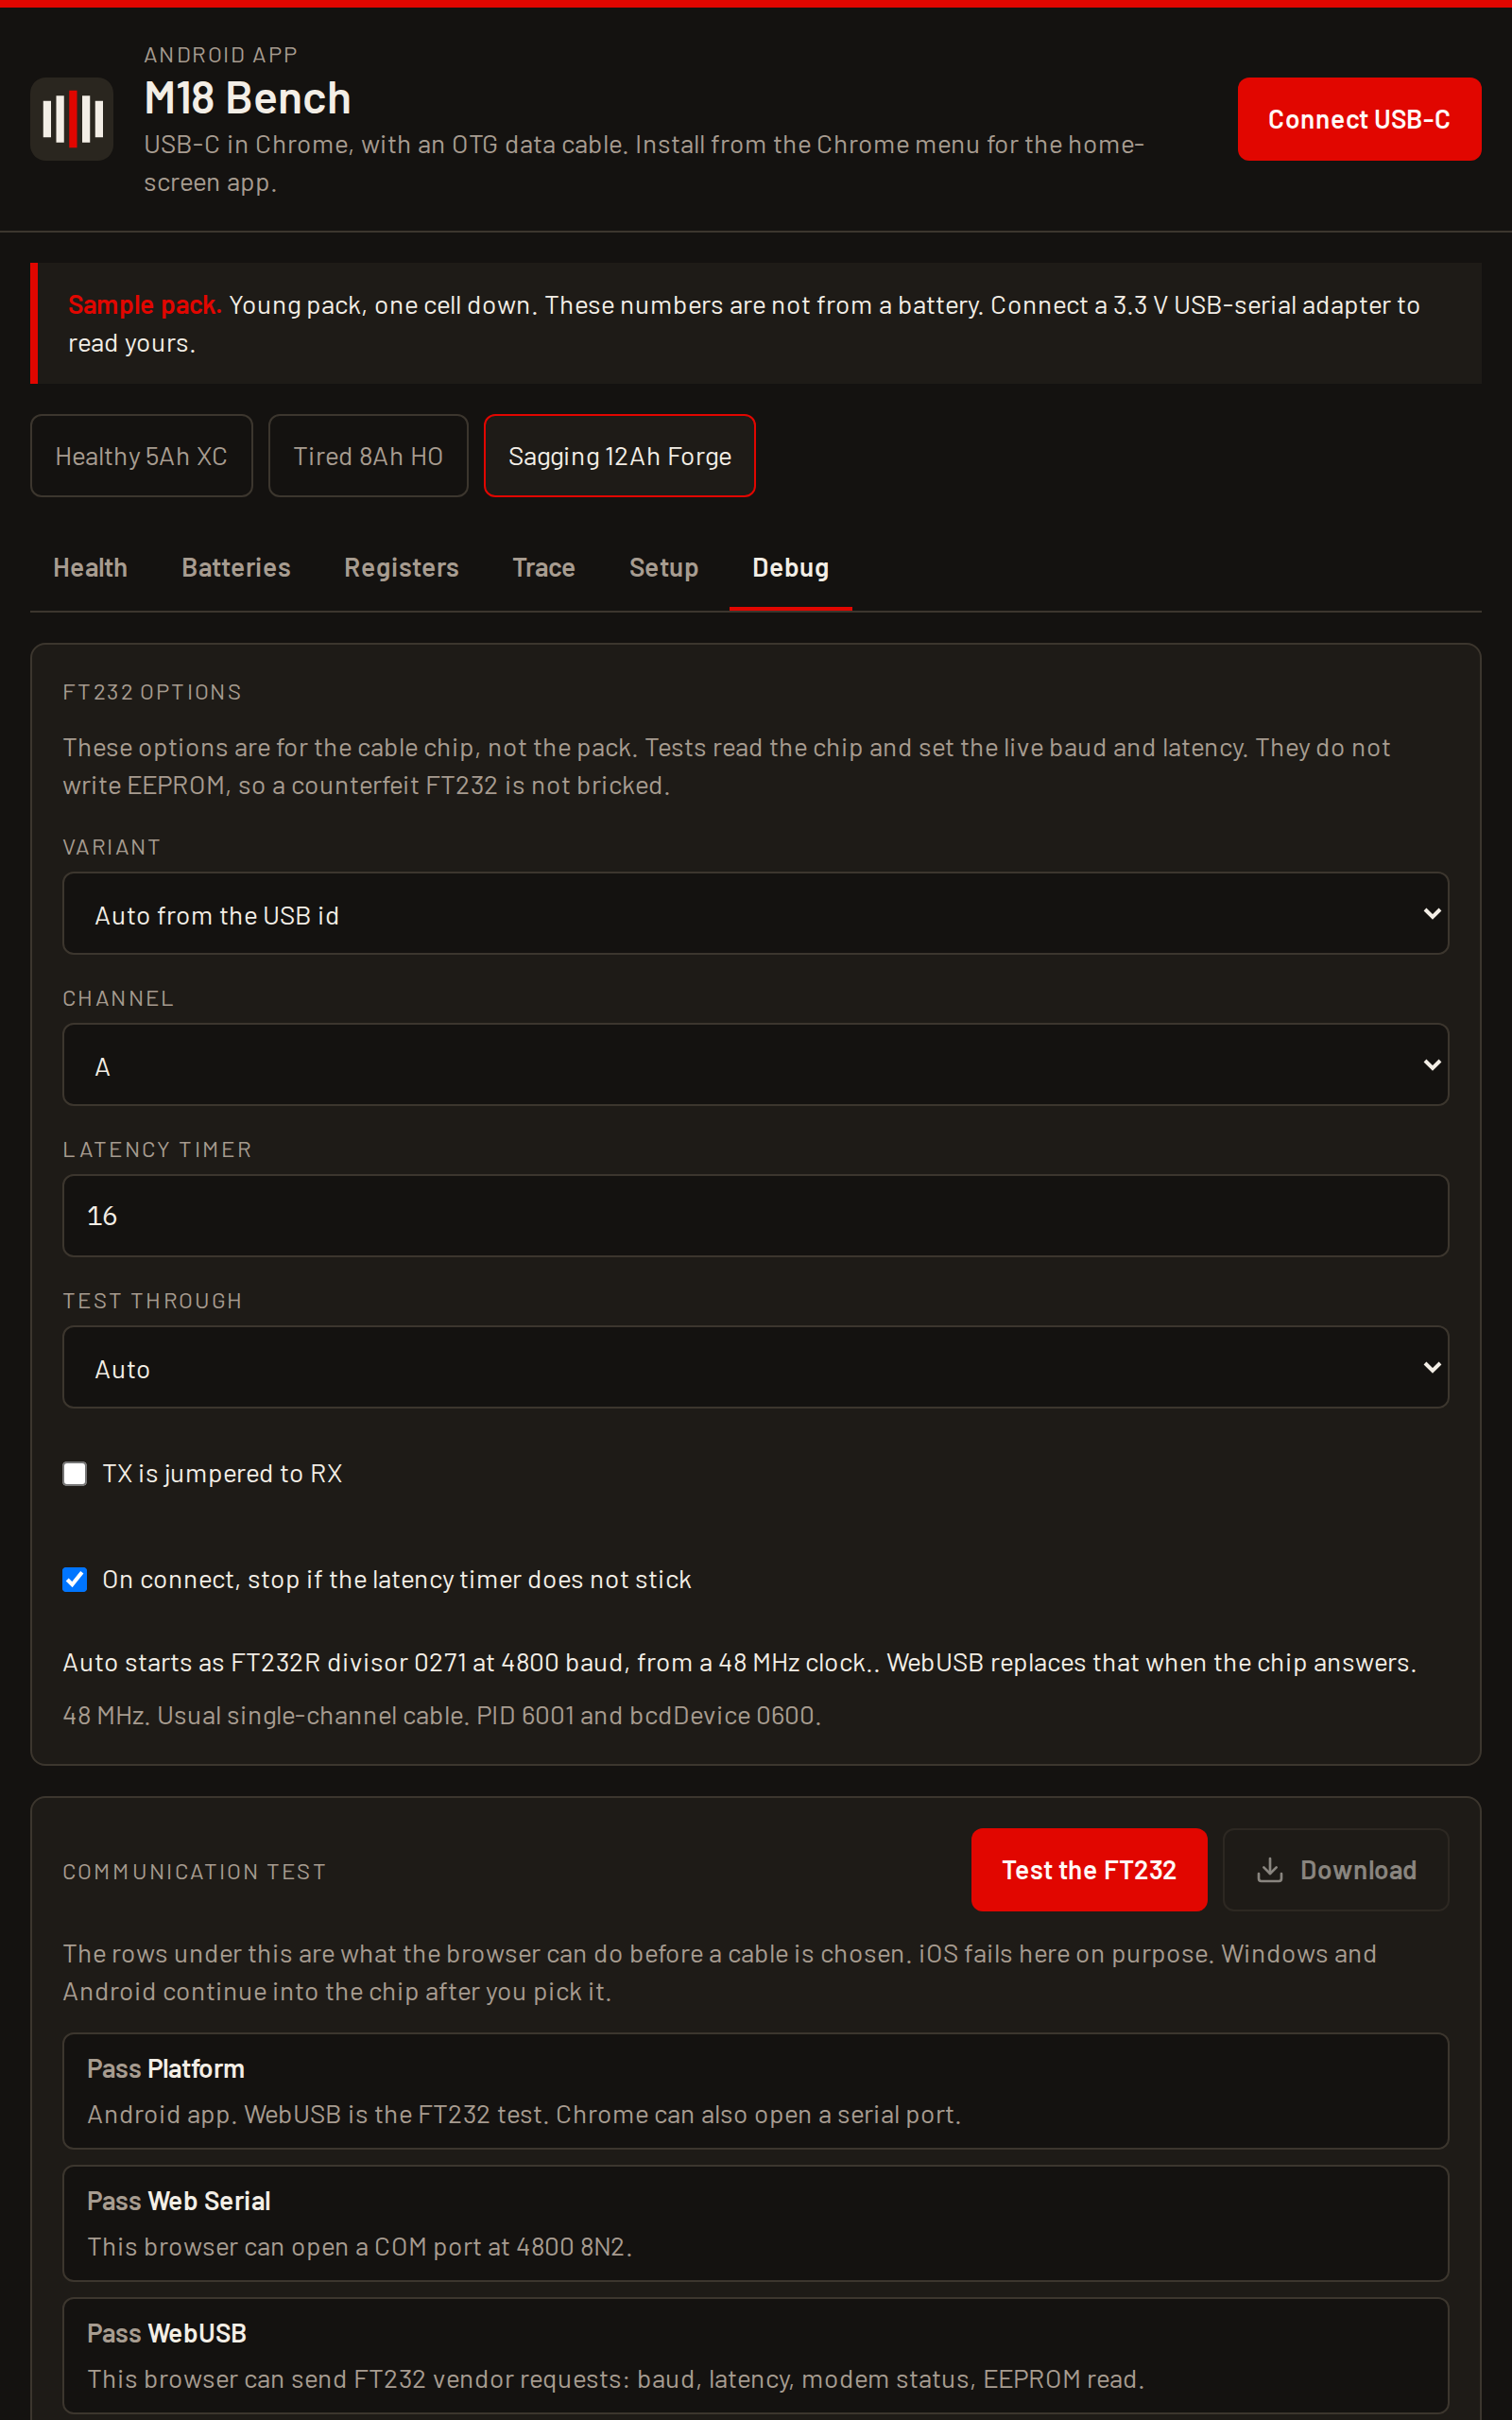 ANDROID APP
M18 Bench
USB-C in Chrome, with an OTG data cable. Install from the Chrome menu for the home-
screen app.
Connect USB-C
Sample pack. Young pack, one cell down. These numbers are not from a battery. Connect a 3.3 V USB-serial adapter to
read yours.
Healthy 5Ah XC
Tired 8Ah HO
Sagging 12Ah Forge
Health
Batteries
Registers
Trace
Setup
Debug
FT232 OPTIONS
These options are for the cable chip, not the pack. Tests read the chip and set the live baud and latency. They do not
write EEPROM, so a counterfeit FT232 is not bricked.
VARIANT
Auto from the USB id
CHANNEL
A
LATENCY TIMER
16
TEST THROUGH
Auto
TX is jumpered to RX
On connect, stop if the latency timer does not stick
Auto starts as FT232R divisor 0271 at 4800 baud, from a 48 MHz clock.. WebUSB replaces that when the chip answers.
48 MHz. Usual single-channel cable. PID 6001 and bcdDevice 0600.
COMMUNICATION TEST
Test the FT232
Download
The rows under this are what the browser can do before a cable is chosen. iOS fails here on purpose. Windows and
Android continue into the chip after you pick it.
Pass Platform
Android app. WebUSB is the FT232 test. Chrome can also open a serial port.
Pass Web Serial
This browser can open a COM port at 4800 8N2.
Pass WebUSB
This browser can send FT232 vendor requests: baud, latency, modem status, EEPROM read.